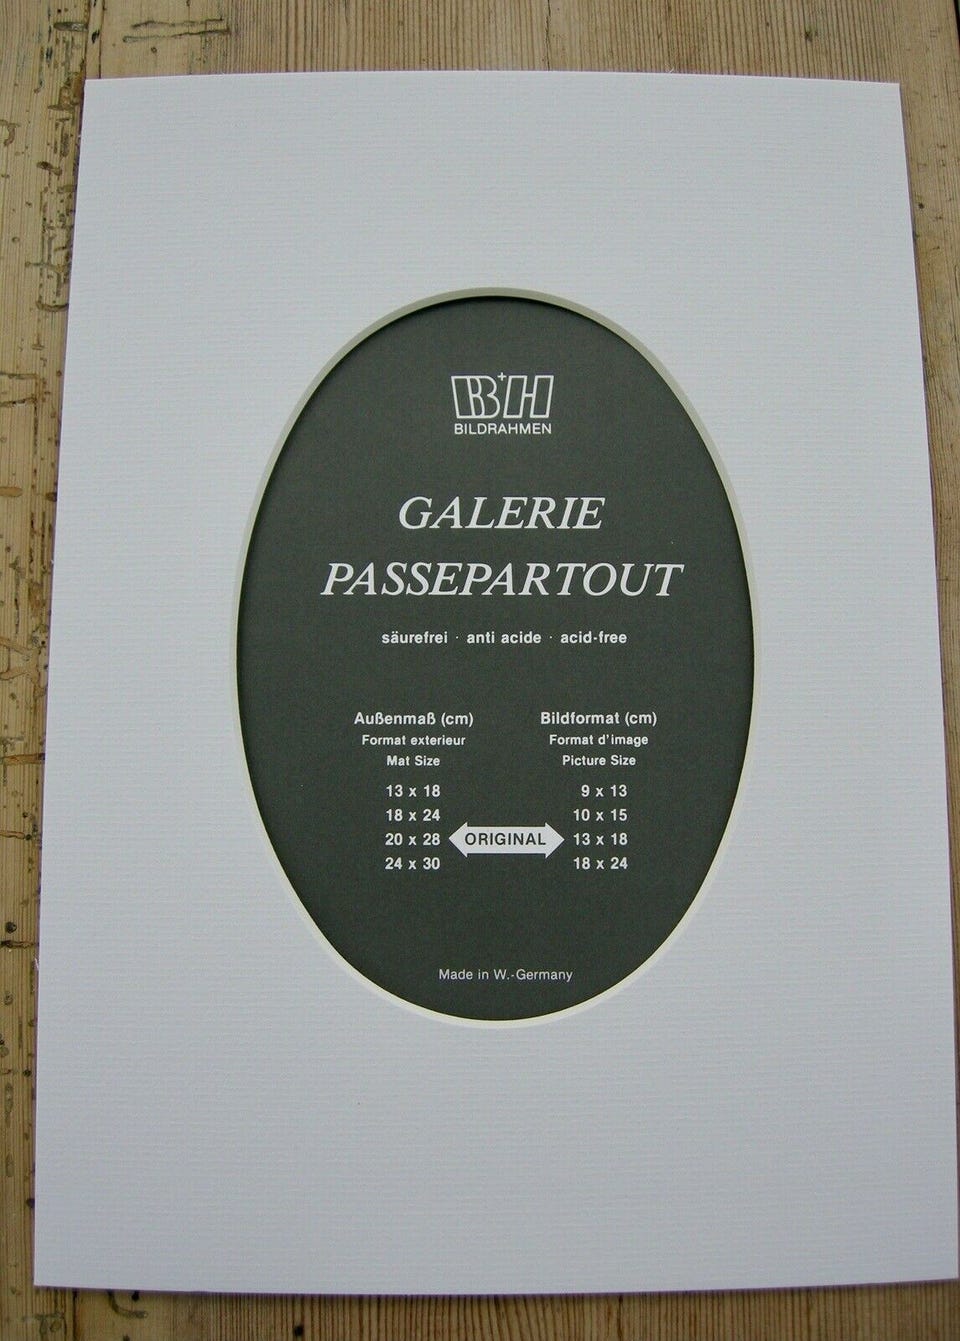 B+H
BILDRAHMEN
GALERIE
PASSEPARTOUT
säurefrei · anti acide · acid-free
Außenmaß (cm) Bildformat (cm)
Format exterieur Format d'image
Mat Size Picture Size
13 x 18 9 x 13
18 x 24 10 x 15
20 x 28 ORIGINAL 13 x 18
24 x 30 18 x 24
Made in W.-Germany